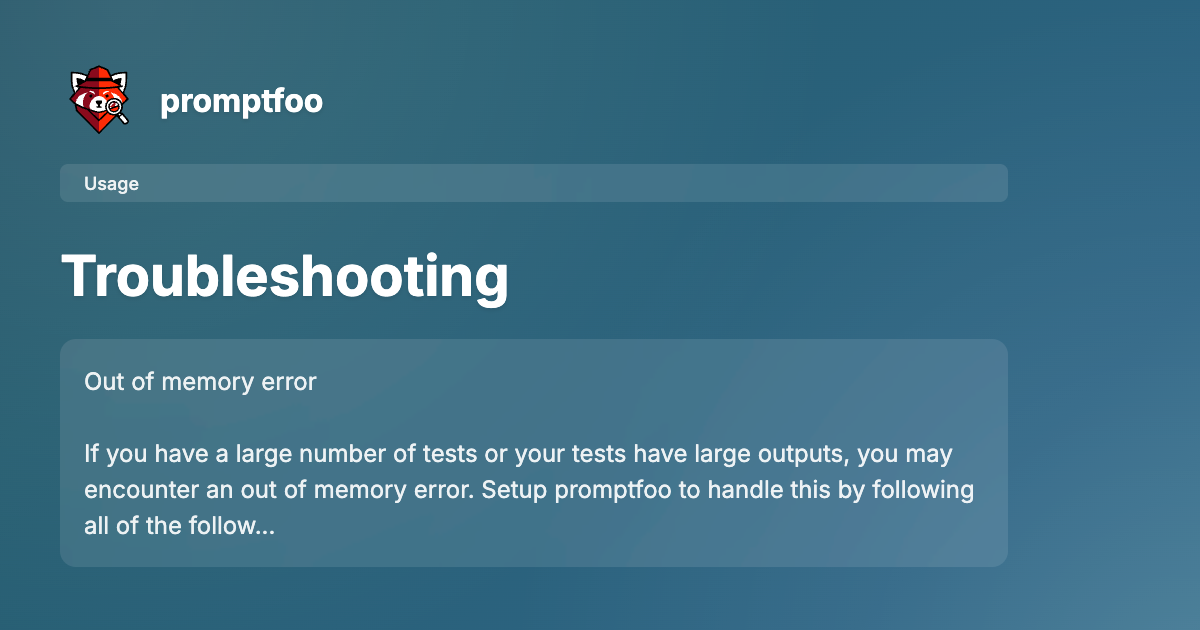 promptfoo
Usage
Troubleshooting
Out of memory error
If you have a large number of tests or your tests have large outputs, you may
encounter an out of memory error. Setup promptfoo to handle this by following
all of the follow...